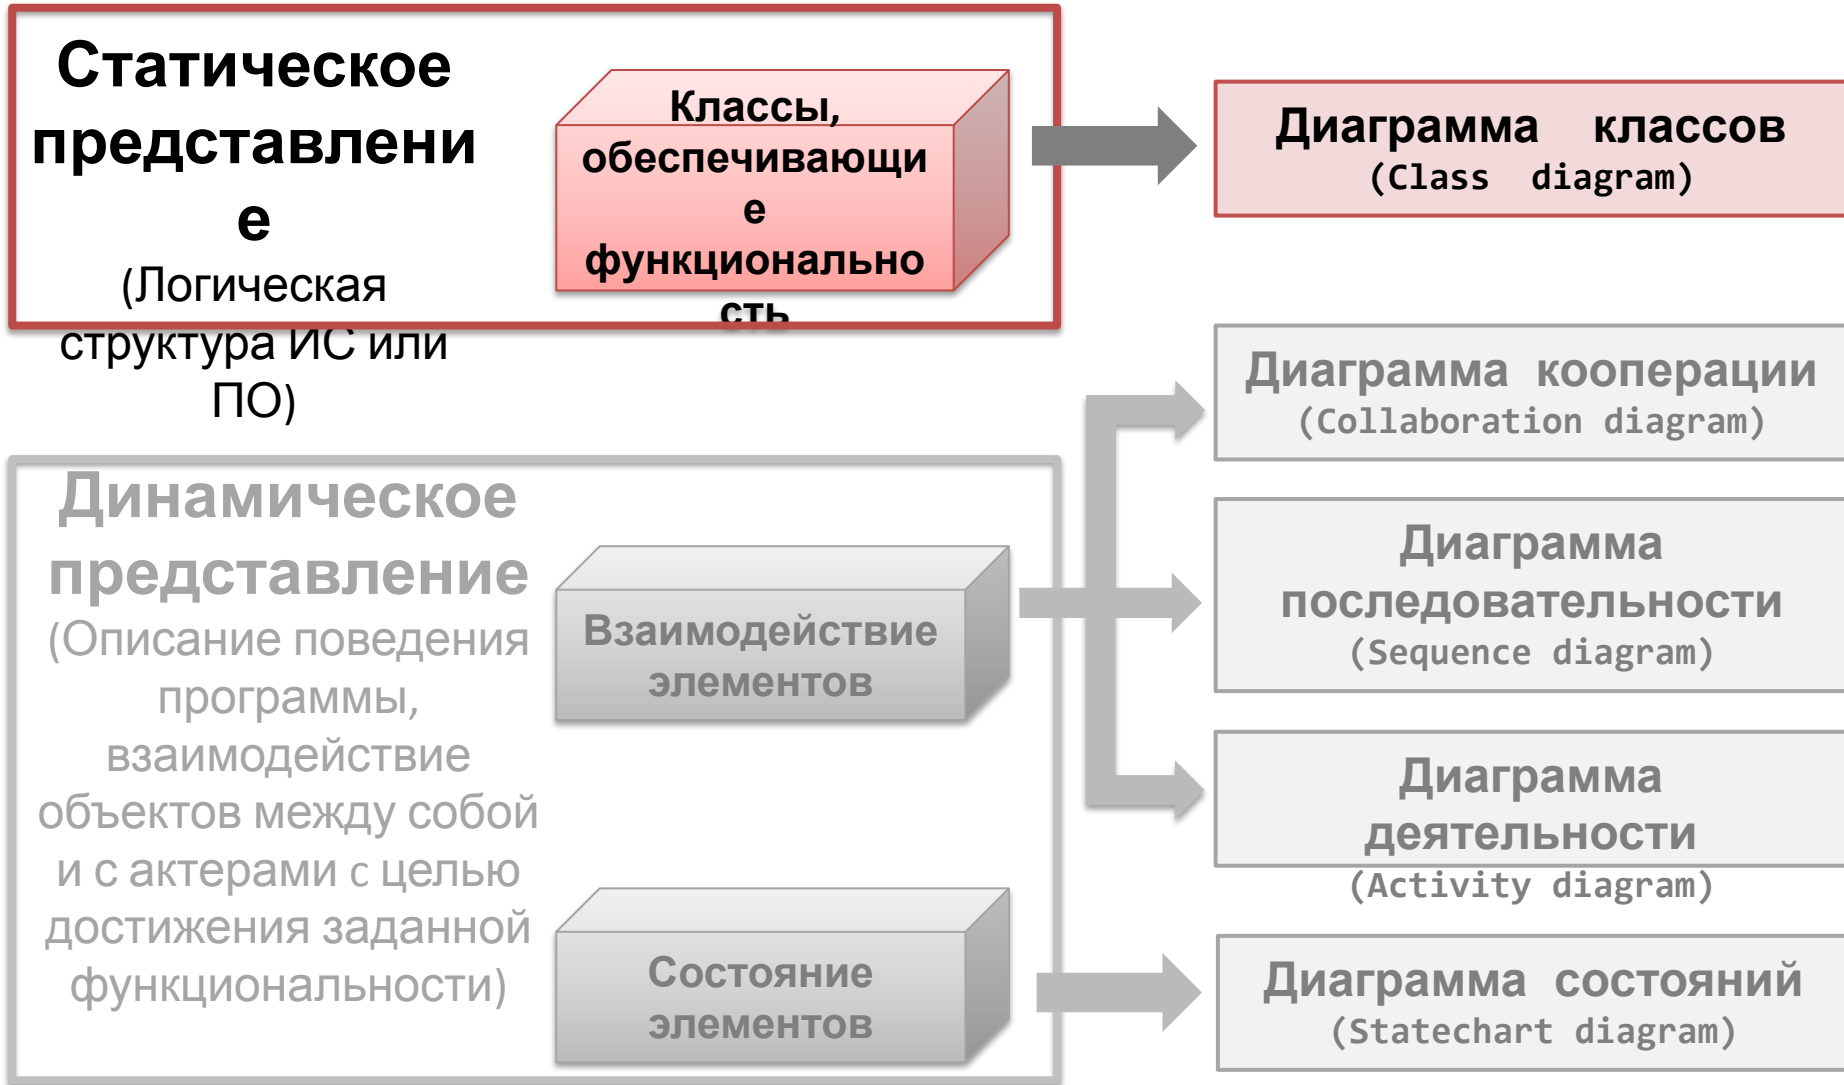 Статическое
представлени
е
(Логическая
структура ИС или
ПО)
Классы,
обеспечивающи
е
функциональнo
сть
Диаграмма классов
(Class diagram)
Динамическое
представление
(Описание поведения
программы,
взаимодействие
объектов между собой
и с актерами с целью
достижения заданной
функциональности)
Взаимодействие
элементов
Состояние
элементов
Диаграмма кооперации
(Collaboration diagram)
Диаграмма
последовательности
(Sequence diagram)
Диаграмма
деятельности
(Activity diagram)
Диаграмма состояний
(Statechart diagram)